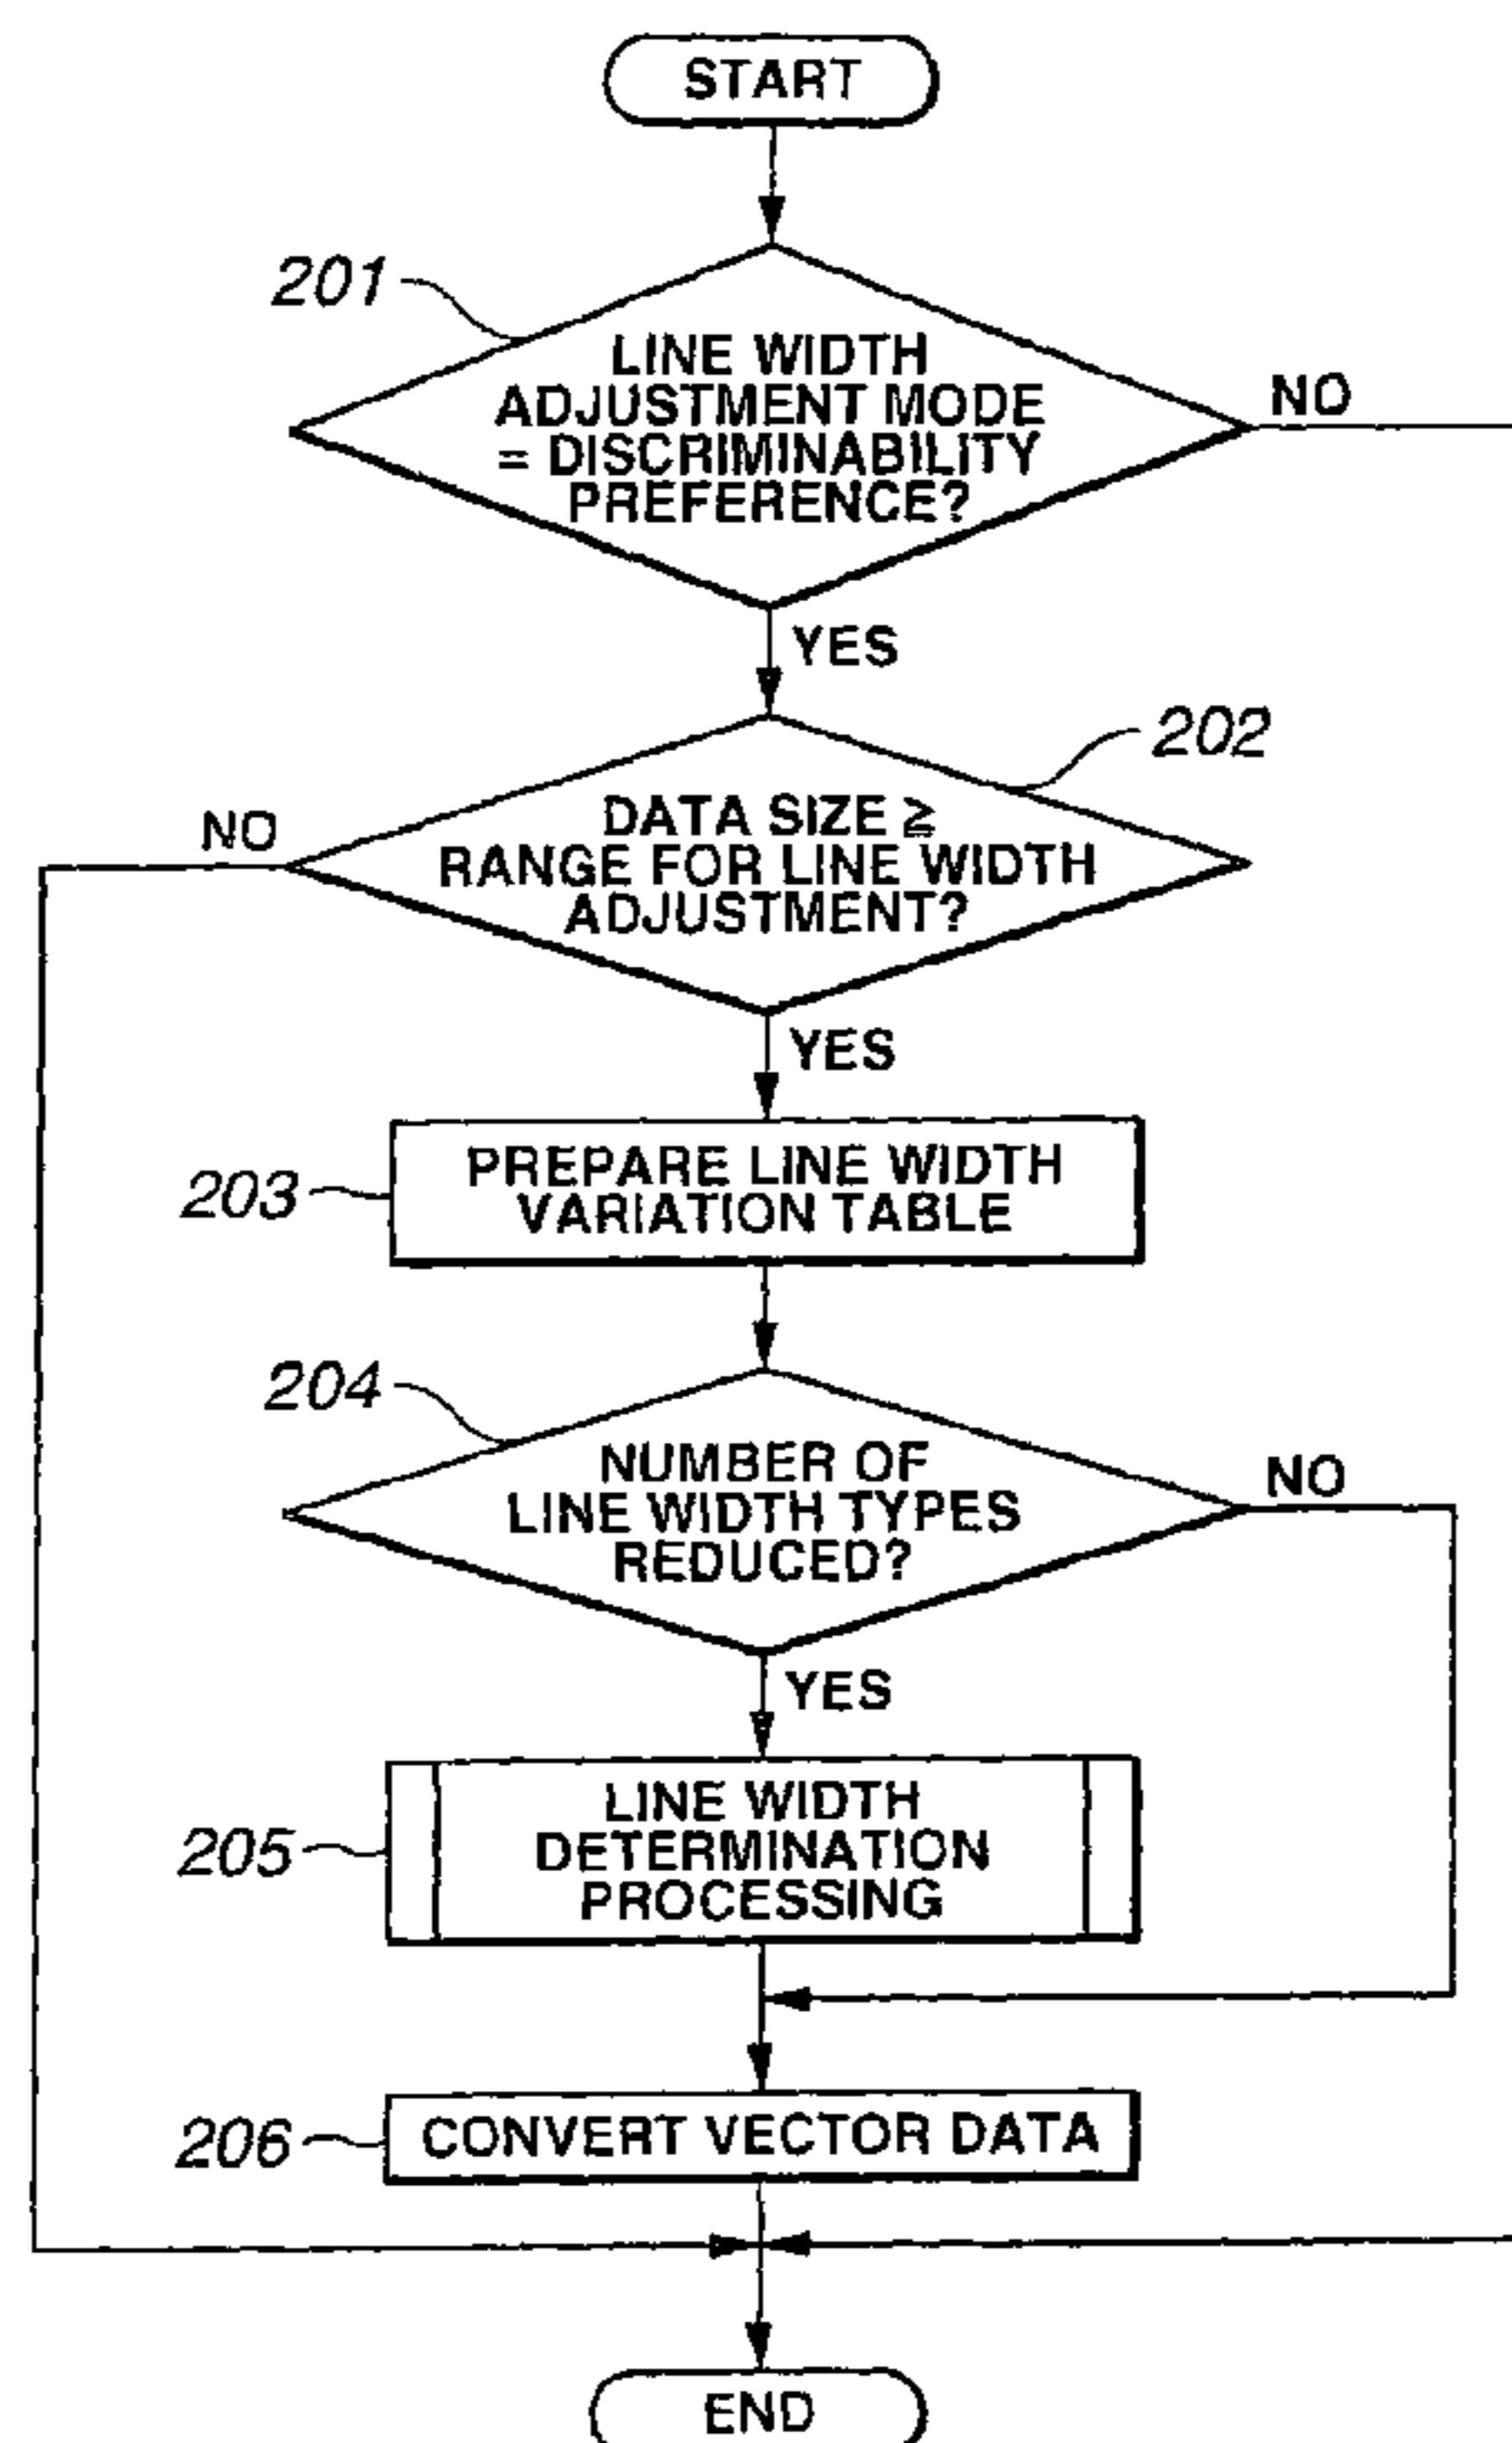 START
201
LINE WIDTH
ADJUSTMENT MODE
= DISCRIMINABILITY
PREFERENCE?
NO
YES
202
DATA SIZE ≧
RANGE FOR LINE WIDTH
ADJUSTMENT?
NO
YES
203
PREPARE LINE WIDTH
VARIATION TABLE
204
NUMBER OF
LINE WIDTH TYPES
REDUCED?
NO
YES
205
LINE WIDTH
DETERMINATION
PROCESSING
206
CONVERT VECTOR DATA
END